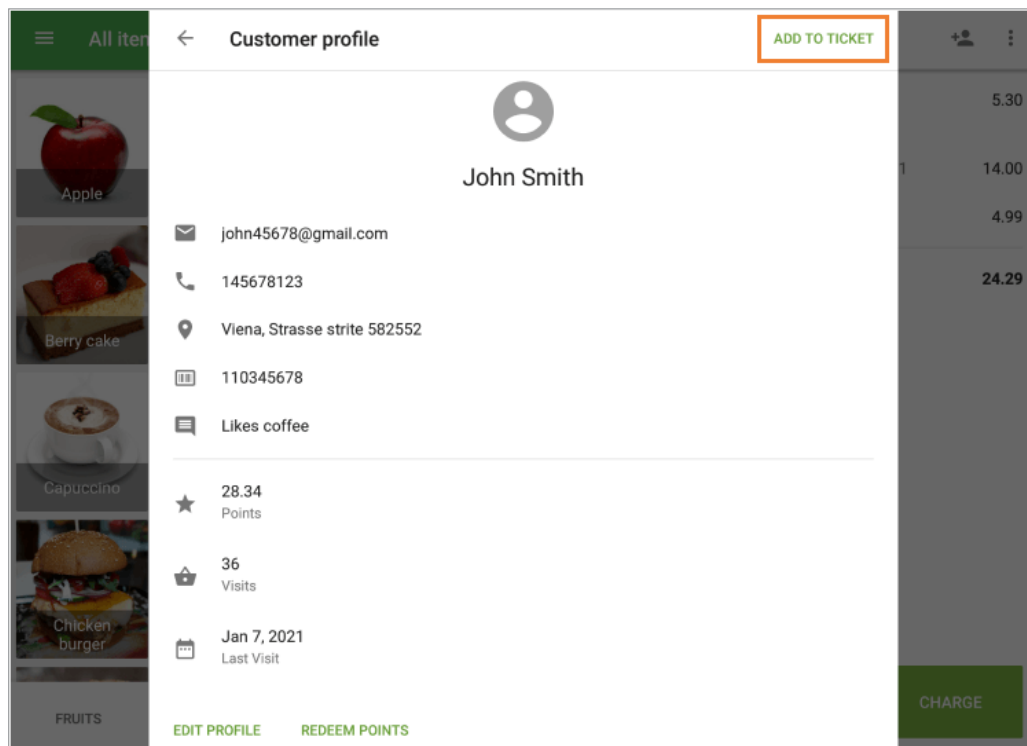 All iten
Customer profile
ADD TO TICKET
John Smith
john45678@gmail.com
145678123
Viena, Strasse strite 582552
110345678
Likes coffee
28.34
Points
36
Visits
Jan 7, 2021
Last Visit
EDIT PROFILE
REDEEM POINTS
Apple
Berry cake
Capuccino
Chicken
burger
FRUITS
5.30
1 14.00
4.99
24.29
CHARGE